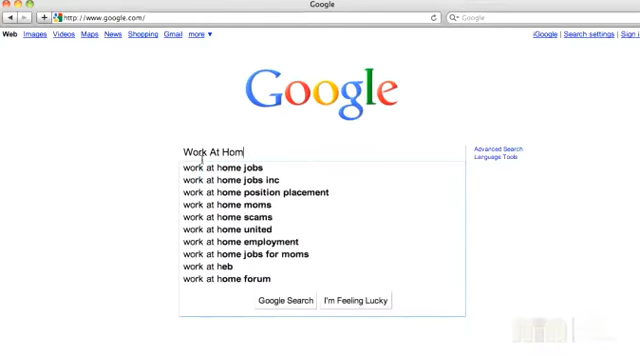 Google
http://www.google.com/
Google
Web Images Videos Maps News Shopping Gmail more ▼
iGoogle | Search settings | Sign i
Google
Work At Hom
Advanced Search
Language Tools
work at home jobs
work at home jobs inc
work at home position placement
work at home moms
work at home scams
work at home united
work at home employment
work at home jobs for moms
work at heb
work at home forum
Google Search
I'm Feeling Lucky